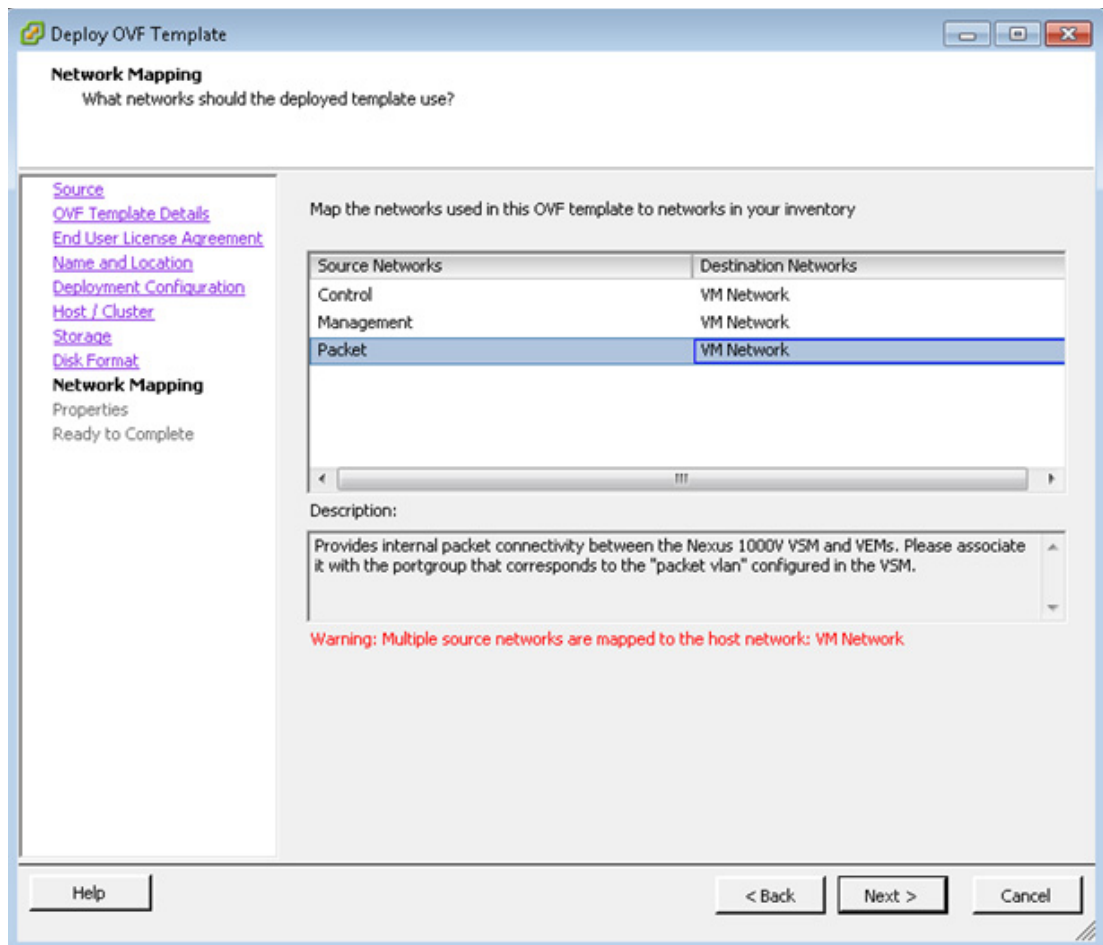 Deploy OVF Template
Network Mapping
What networks should the deployed template use?
Source
OVF Template Details
End User License Agreement
Name and Location
Deployment Configuration
Host / Cluster
Storage
Disk Format
Network Mapping
Properties
Ready to Complete
Map the networks used in this OVF template to networks in your inventory
Source Networks Destination Networks
Control VM Network
Management VM Network
Packet VM Network
Description:
Provides internal packet connectivity between the Nexus 1000V VSM and VEMs. Please associate
it with the portgroup that corresponds to the "packet vlan" configured in the VSM.
Warning: Multiple source networks are mapped to the host network: VM Network
Help < Back Next > Cancel